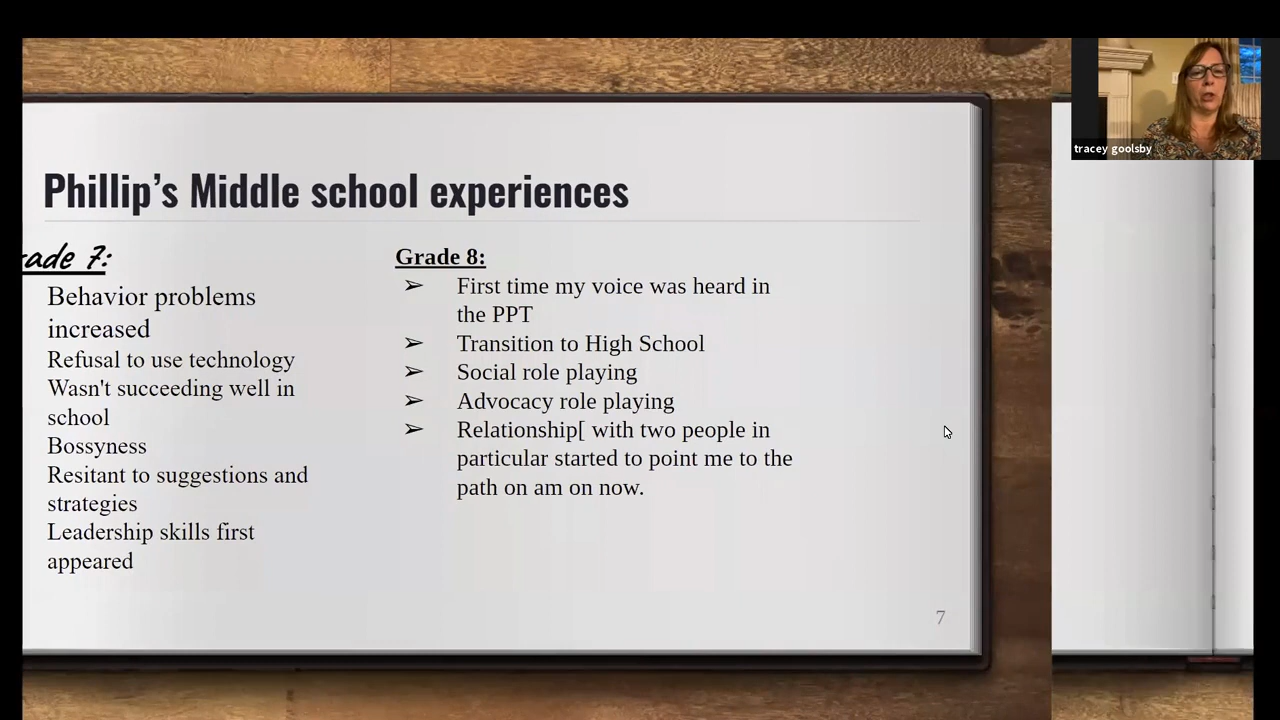 tracey goolsby
Phillip's Middle school experiences
ade 7:
Behavior problems
increased
Refusal to use technology
Wasn't succeeding well in
school
Bossyness
Resitant to suggestions and
strategies
Leadership skills first
appeared
Grade 8:
➢ First time my voice was heard in
the PPT
➢ Transition to High School
➢ Social role playing
➢ Advocacy role playing
➢ Relationship[ with two people in
particular started to point me to the
path on am on now.
7